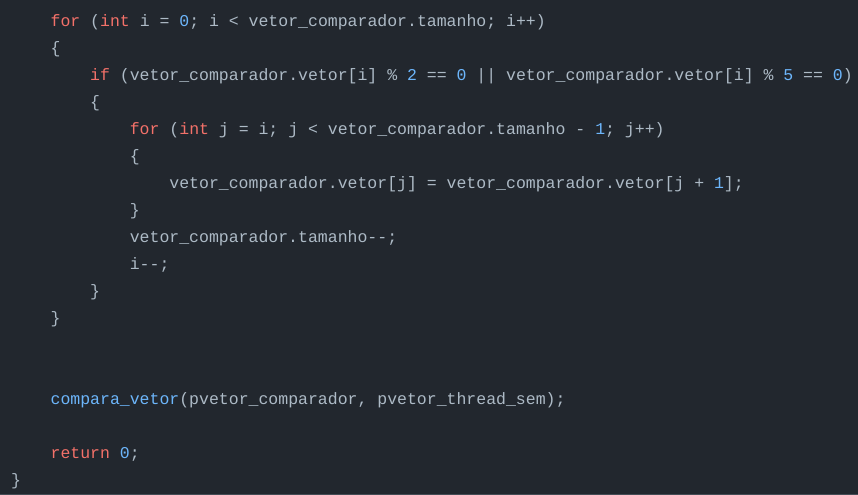 for (int i = 0; i < vetor_comparador.tamanho; i++)
{
if (vetor_comparador.vetor[i] % 2 == 0 || vetor_comparador.vetor[i] % 5 == 0)
{
for (int j = i; j < vetor_comparador.tamanho - 1; j++)
{
vetor_comparador.vetor[j] = vetor_comparador.vetor[j + 1];
}
vetor_comparador.tamanho--;
i--;
}
}
compara_vetor(pvetor_comparador, pvetor_thread_sem);
return 0;
}